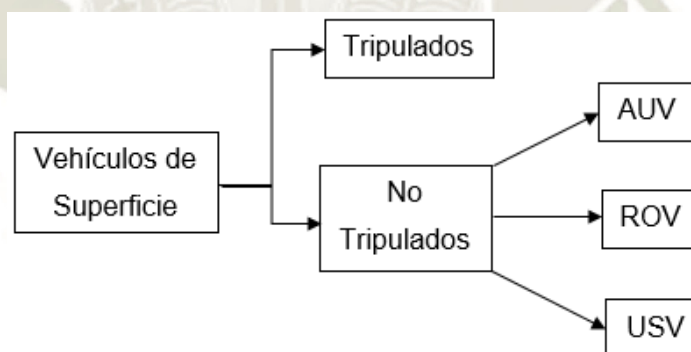 Tripulados
Vehículos de
Superficie
No
Tripulados
AUV
ROV
USV